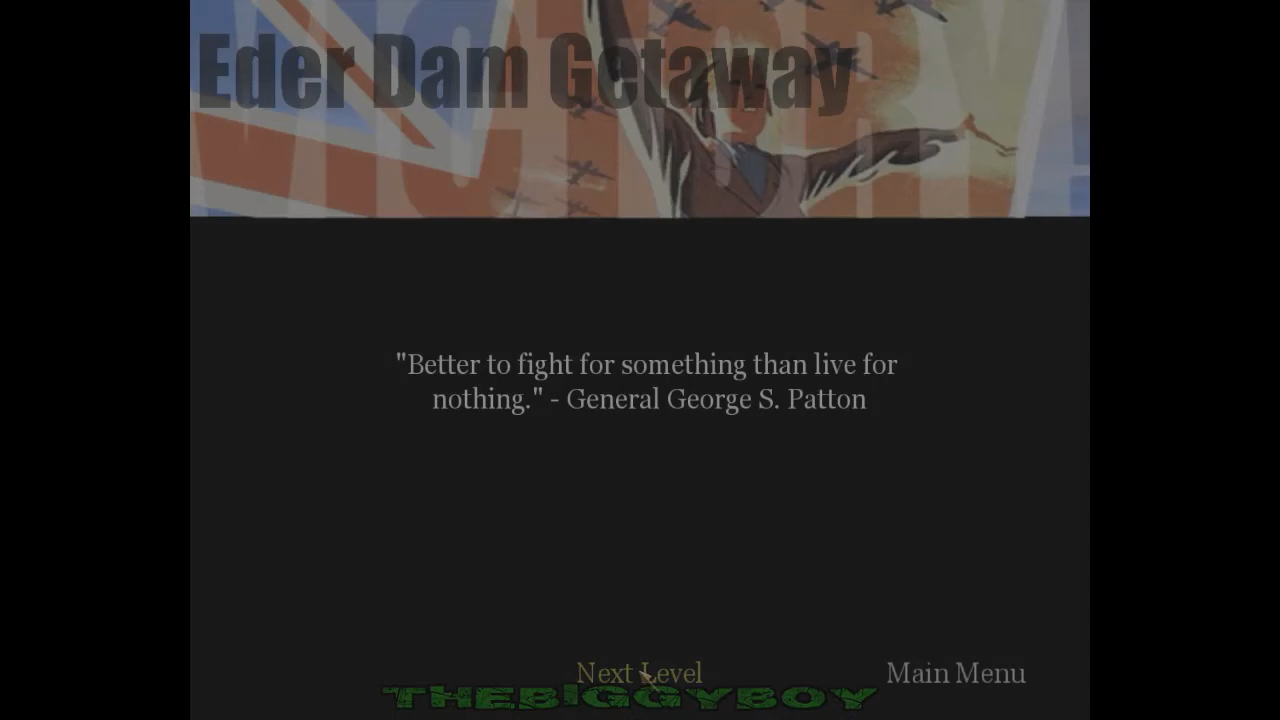 VICTORY
Eder Dam Getaway
"Better to fight for something than live for
nothing." - General George S. Patton
Next Level
Main Menu
THEBIGGYBOY